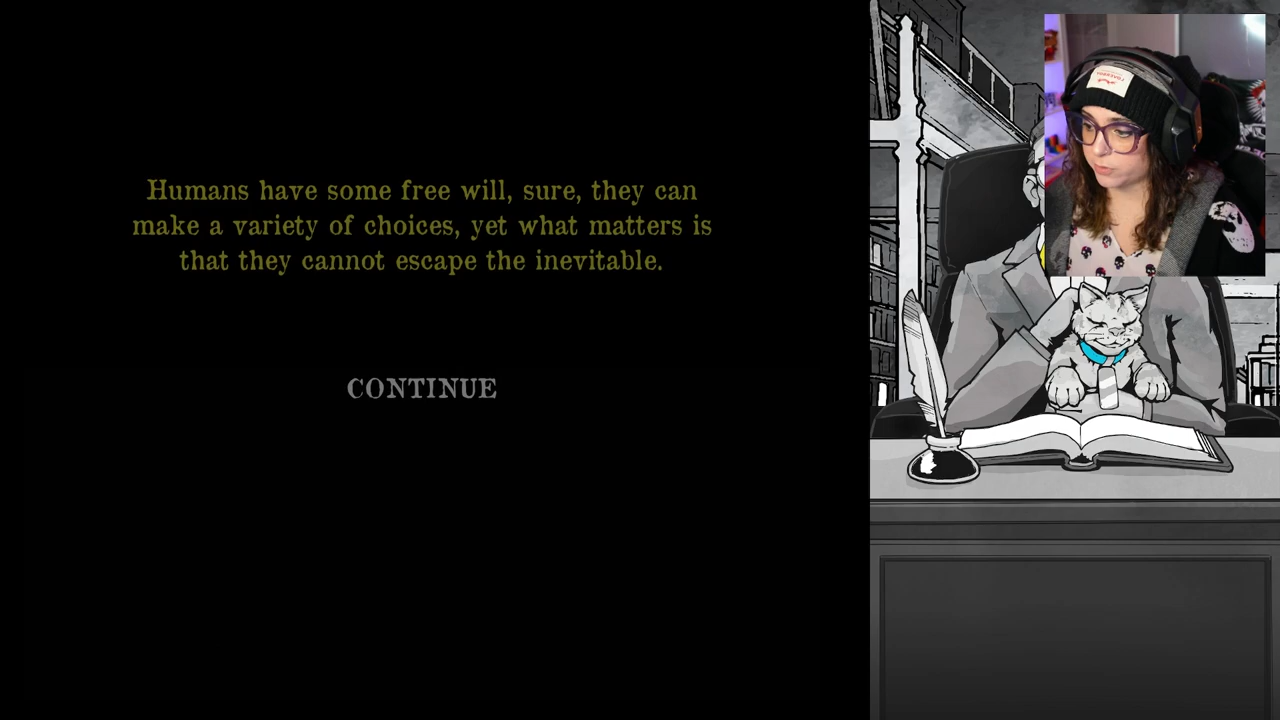 Humans have some free will, sure, they can
make a variety of choices, yet what matters is
that they cannot escape the inevitable.
CONTINUE